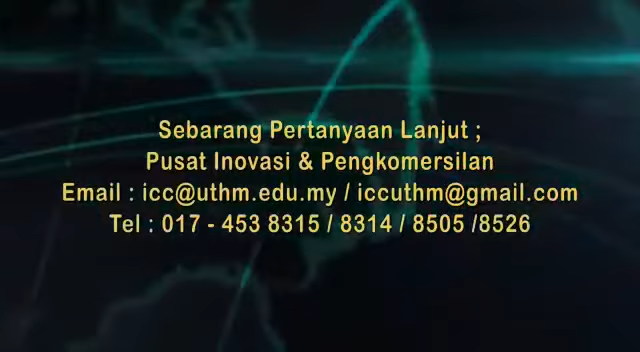 Sebarang Pertanyaan Lanjut ;
Pusat Inovasi & Pengkomersilan
Email : icc@uthm.edu.my / iccuthm@gmail.com
Tel : 017 - 453 8315 / 8314 / 8505 /8526